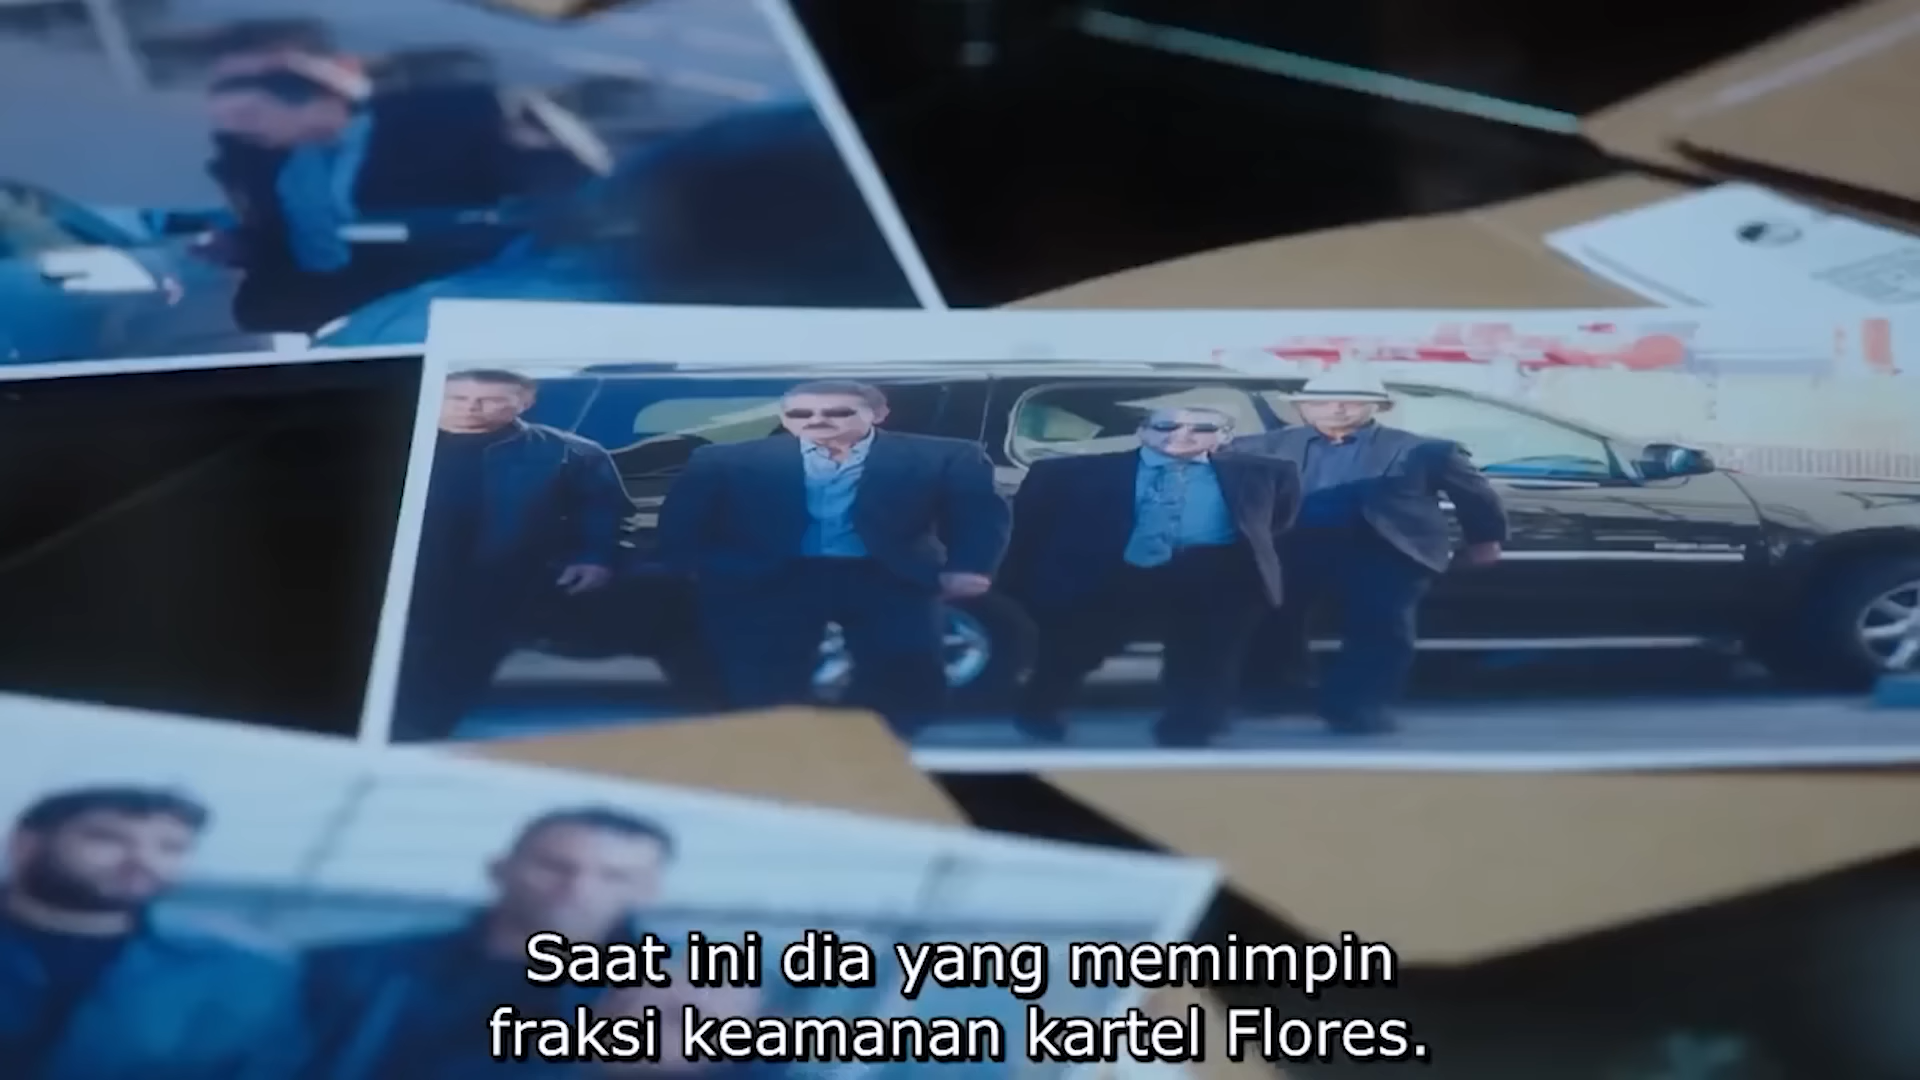 Saat ini dia yang memimpin
fraksi keamanan kartel Flores.